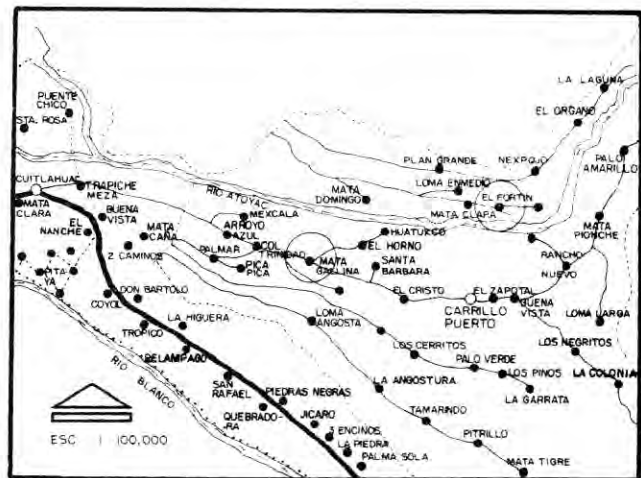 LA LAGUNA
PUENTE
CHICO
STA. ROSA
EL ORGANO
PALO
AMARILLO
PLAN GRANDE
NEXPOJO
CUITLAHUAC
TRAPICHE
MEZA
RIO ATOYAC
LOMA ENMEDIO
EL FORTIN
MATA
DOMINGO
MATA CLARA
MATA
CLARA
BUENA
VISTA
MEXCALA
MATA
PIONCHE
EL
NANCHE
MATA
CAÑA
ARROYO
AZUL
COL
TRINIDAD
HUATUXCO
EL HORNO
2 CAMINOS
PALMAR
PICA
PICA
MATA
GALLINA
SANTA
BARBARA
RANCHO
NUEVO
PITA
YA
DON BARTOLO
COYOL
EL CRISTO
EL ZAPOTAL
CARRILLO
PUERTO
BUENA
VISTA
LOMA LARGA
TROPICO
LA HIGUERA
LOMA
ANGOSTA
LOS NEGRITOS
RELAMPAGO
LOS CERRITOS
PALO VERDE
LOS PINOS
LA COLONIA
RIO
BLANCO
SAN
RAFAEL
LA ANGOSTURA
LA GARRATA
PIEDRAS NEGRAS
QUEBRADO-
RA
JICARO
TAMARINDO
3 ENCINOS
PITRILLO
LA PIEDRA
PALMA SOLA
MATA TIGRE
ESC 1 100,000